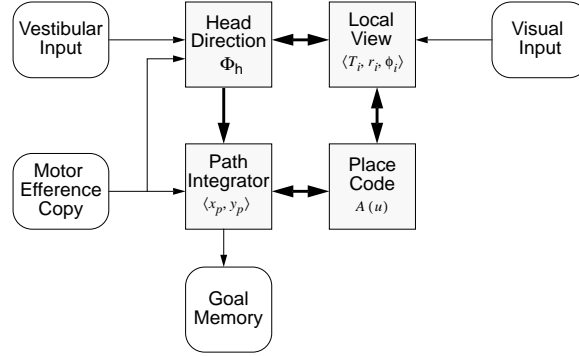 Vestibular
Input
Head
Direction
Φh
Local
View
⟨Ti, ri, ϕi⟩
Visual
Input
Motor
Efference
Copy
Path
Integrator
⟨xp, yp⟩
Place
Code
A (u)
Goal
Memory